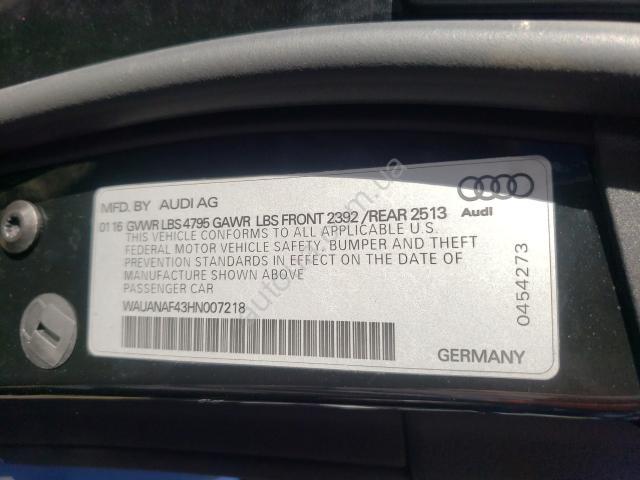 MFD. BY AUDI AG
01 16 GVWR LBS 4795 GAWR LBS FRONT 2392 /REAR 2513
Audi
THIS VEHICLE CONFORMS TO ALL APPLICABLE U.S.
FEDERAL MOTOR VEHICLE SAFETY, BUMPER AND THEFT
PREVENTION STANDARDS IN EFFECT ON THE DATE OF
MANUFACTURE SHOWN ABOVE
PASSENGER CAR
WAUANAF43HN007218
0454273
GERMANY